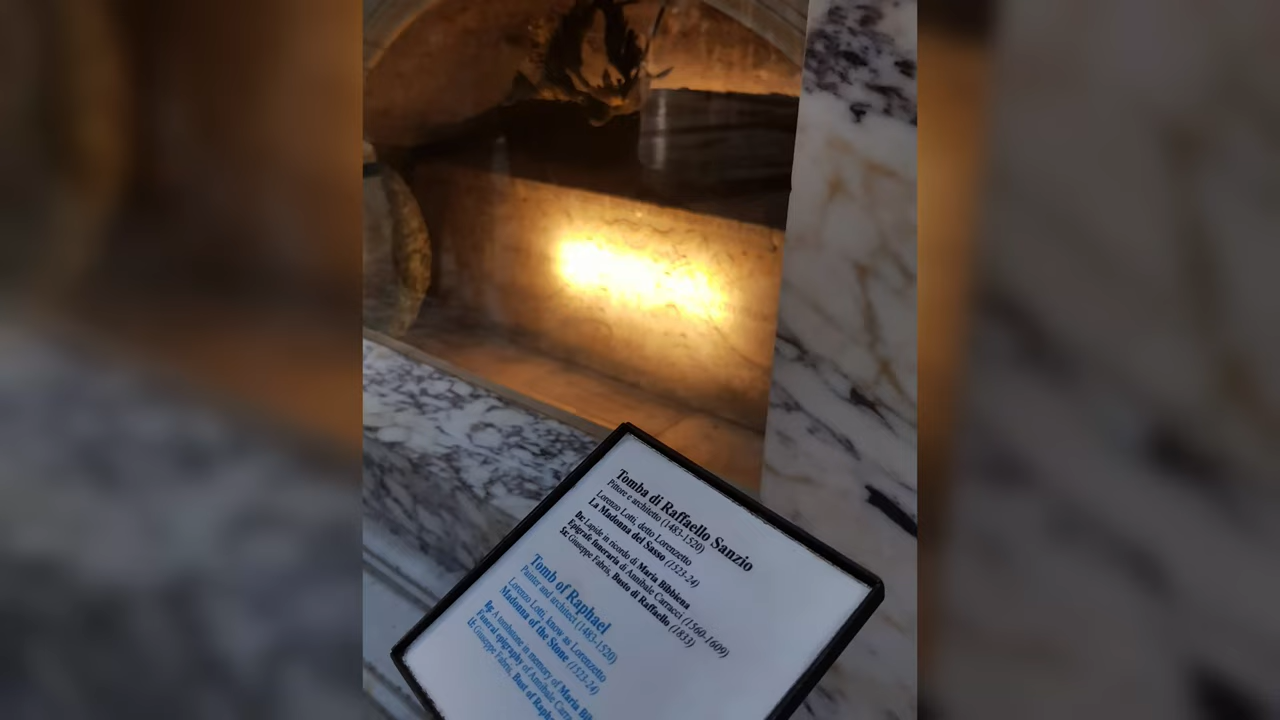 Tomba di Raffaello Sanzio
Pittore e architetto (1483-1520)
Lorenzo Lotti, detto Lorenzetto
La Madonna del Sasso (1523-24)
Dx: Lapide in ricordo di Maria Bibbiena
Epigrafe funeraria di Annibale Carracci (1560-1609)
Sx: Giuseppe Fabris, Busto di Raffaello (1833)
Tomb of Raphael
Painter and architect (1483-1520)
Lorenzo Lotti, know as Lorenzetto
Madonna of the Stone (1523-24)
A tombstone in memory of Maria
Funeral epigraphy of Annibale
Giuseppe Fabris, Bust of